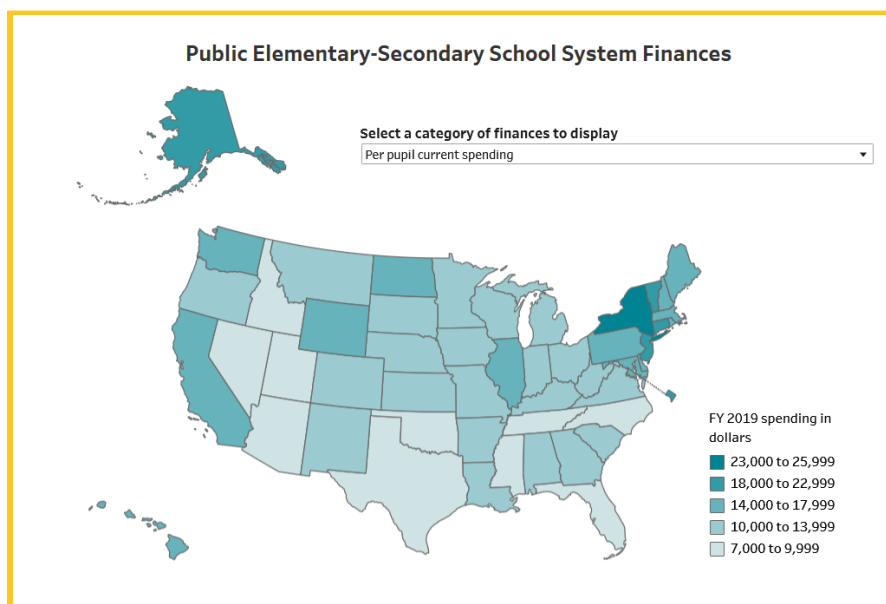 Public Elementary-Secondary School System Finances
Select a category of finances to display
Per pupil current spending
FY 2019 spending in
dollars
23,000 to 25,999
18,000 to 22,999
14,000 to 17,999
10,000 to 13,999
7,000 to 9,999